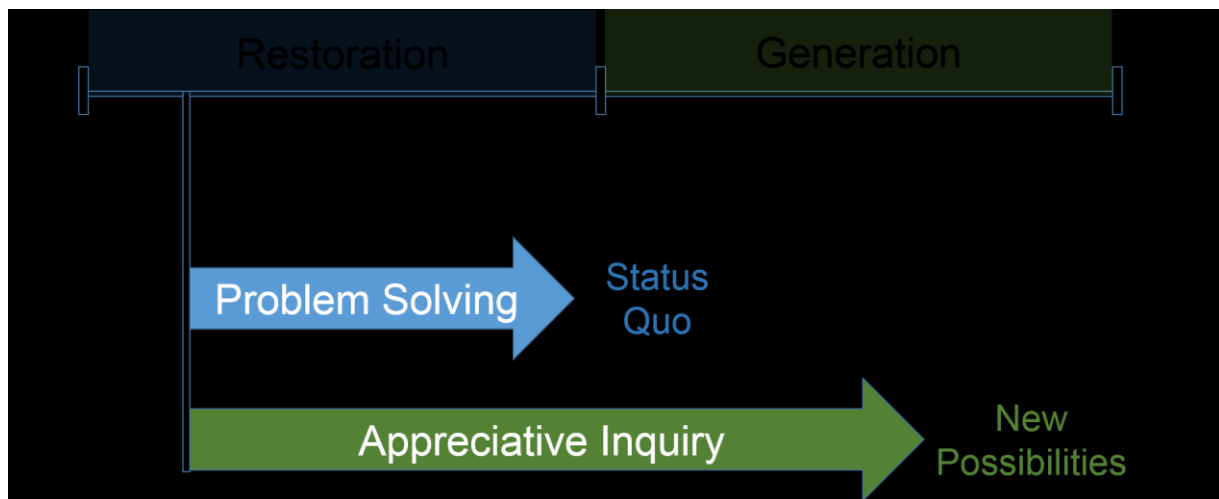 Restoration
Generation
Problem Solving
Status
Quo
Appreciative Inquiry
New
Possibilities